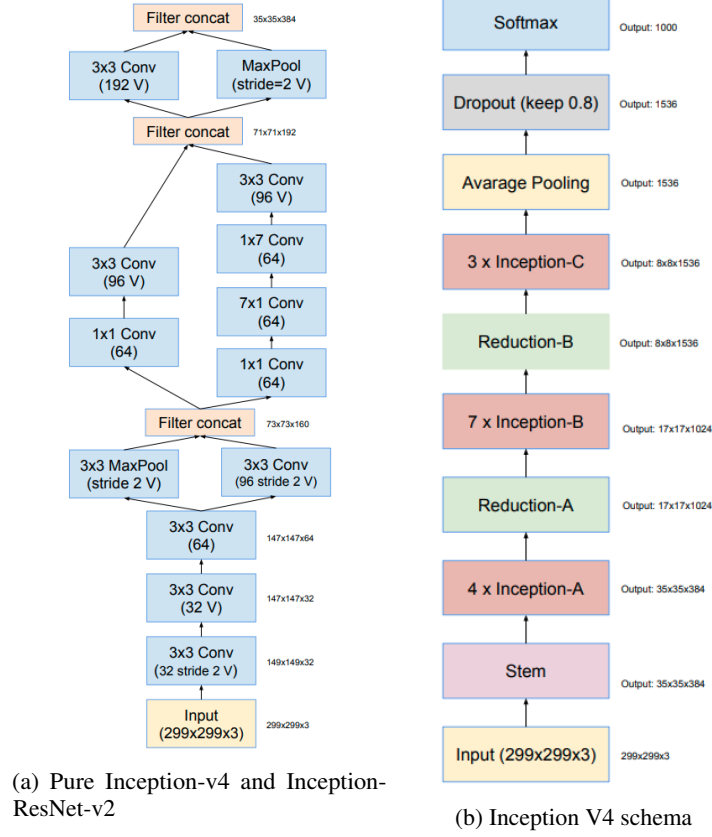 Filter concat
35x35x384
3x3 Conv
(192 V)
MaxPool
(stride=2 V)
Filter concat
71x71x192
3x3 Conv
(96 V)
1x7 Conv
(64)
3x3 Conv
(96 V)
7x1 Conv
(64)
1x1 Conv
(64)
1x1 Conv
(64)
Filter concat
73x73x160
3x3 MaxPool
(stride 2 V)
3x3 Conv
(96 stride 2 V)
3x3 Conv
(64)
147x147x64
3x3 Conv
(32 V)
147x147x32
3x3 Conv
(32 stride 2 V)
149x149x32
Input
(299x299x3)
299x299x3
(a) Pure Inception-v4 and Inception-
ResNet-v2
Softmax
Output: 1000
Dropout (keep 0.8)
Output: 1536
Avarage Pooling
Output: 1536
3 x Inception-C
Output: 8x8x1536
Reduction-B
Output: 8x8x1536
7 x Inception-B
Output: 17x17x1024
Reduction-A
Output: 17x17x1024
4 x Inception-A
Output: 35x35x384
Stem
Output: 35x35x384
Input (299x299x3)
299x299x3
(b) Inception V4 schema